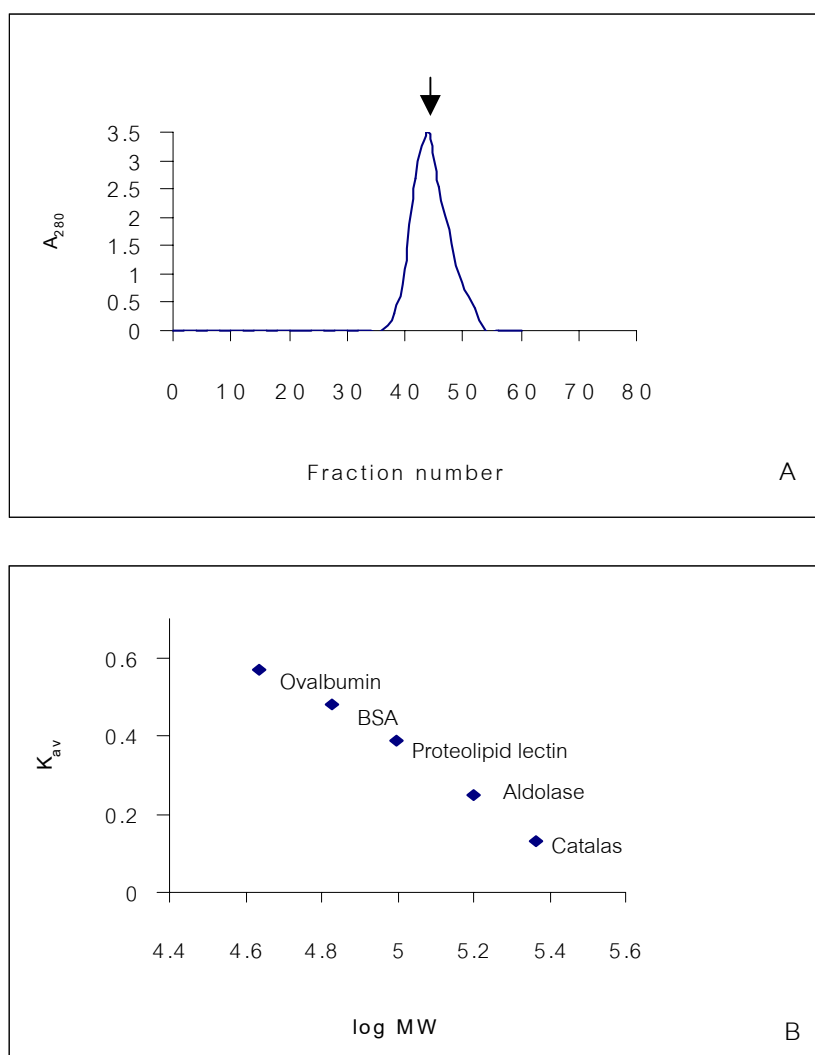 3.5
3
2.5
2
1.5
1
0.5
0
A280
0 10 20 30 40 50 60 70 80
Fraction number
A
0.6
0.4
0.2
0
Kav
Ovalbumin
BSA
Proteolipid lectin
Aldolase
Catalas
4.4 4.6 4.8 5 5.2 5.4 5.6
log MW
B